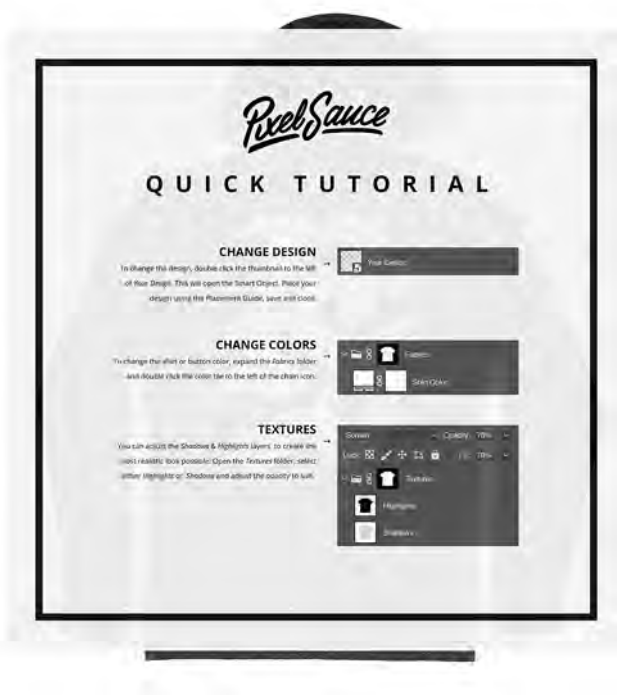 PixelSauce
QUICK TUTORIAL
CHANGE DESIGN
To change the design, double click the thumbnail to the left
of Your Design. This will open the Smart Object. Place your
design using the Placement Guide, save and close.
Your Design
CHANGE COLORS
To change the shirt or button color, expand the Fabrics folder
and double click the color tile to the left of the chain icon.
Fabrics
Shirt Color
TEXTURES
You can adjust the Shadows & Highlights layers, to create the
most realistic look possible. Open the Textures folder, select
either Highlights or Shadows and adjust the opacity to suit.
Screen
Opacity: 70%
Lock:
70%
Textures
Highlights
Shadows